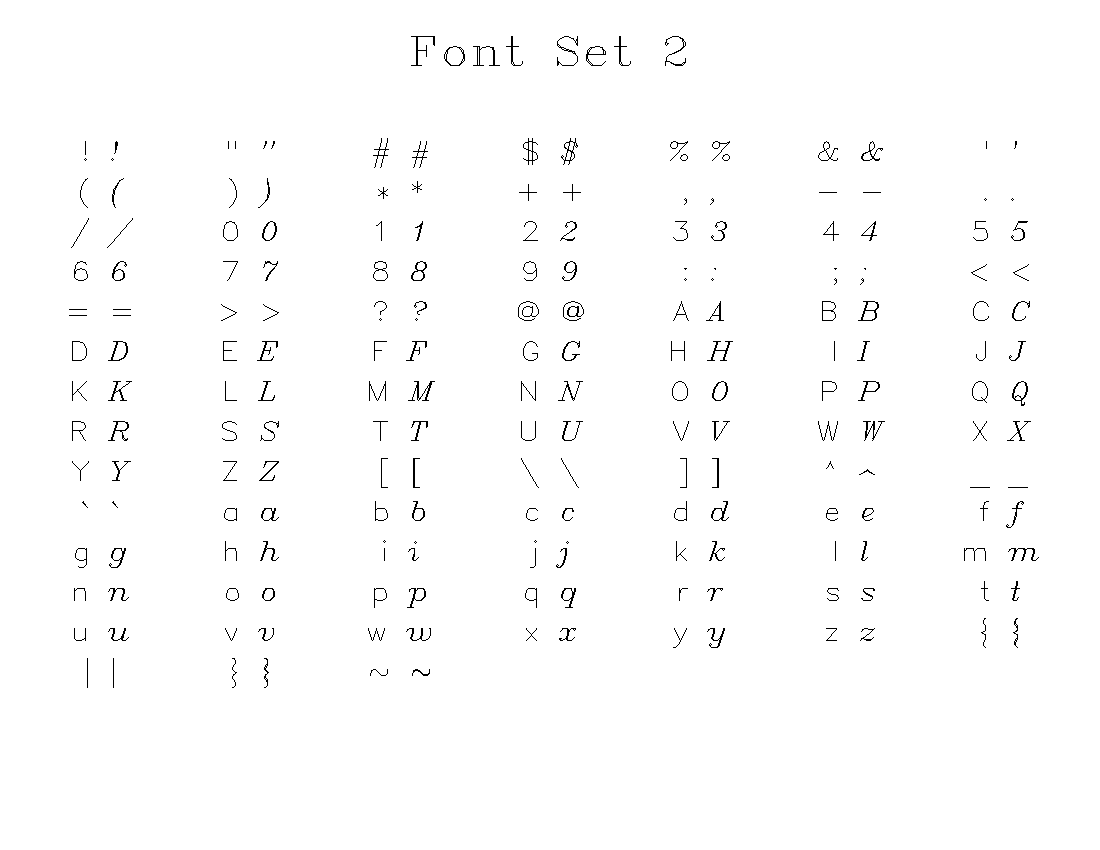 Font Set 2
! ! " " # # $ $ % % & & ' '
( ( ) ) * * + + , , − − . .
/ / 0 0 1 1 2 2 3 3 4 4 5 5
6 6 7 7 8 8 9 9 : : ; ; < <
= = > > ? ? @ @ A A B B C C
D D E E F F G G H H I I J J
K K L L M M N N O O P P Q Q
R R S S T T U U V V W W X X
Y Y Z Z [ [ \ \ ] ] ^ ^ _ _
` ` a a b b c c d d e e f f
g g h h i i j j k k l l m m
n n o o p p q q r r s s t t
u u v v w w x x y y z z { {
| | } } ~ ~